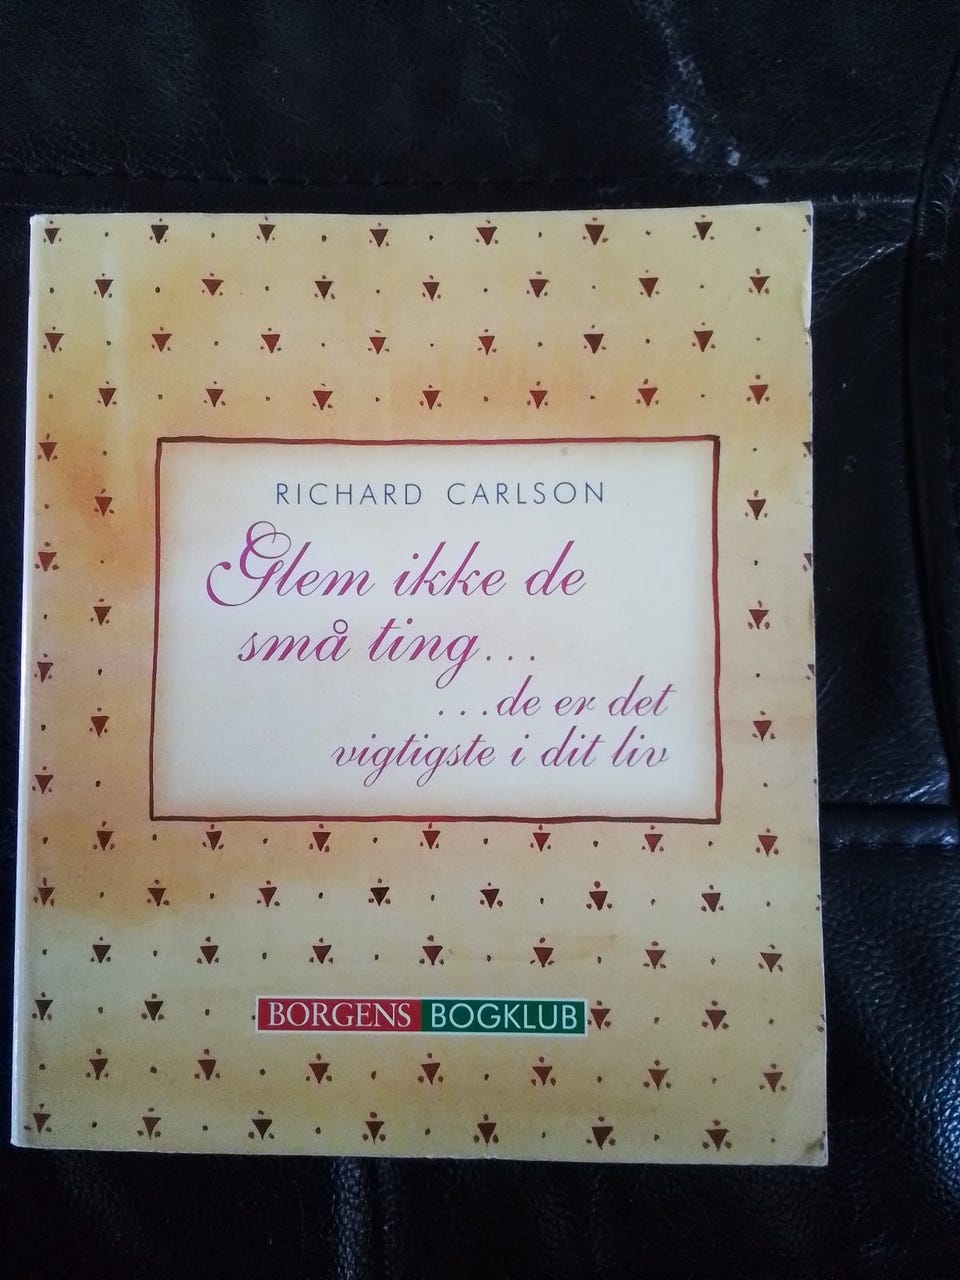 RICHARD CARLSON
Glem ikke de
små ting...
...de er det
vigtigste i dit liv
BORGENS BOGKLUB